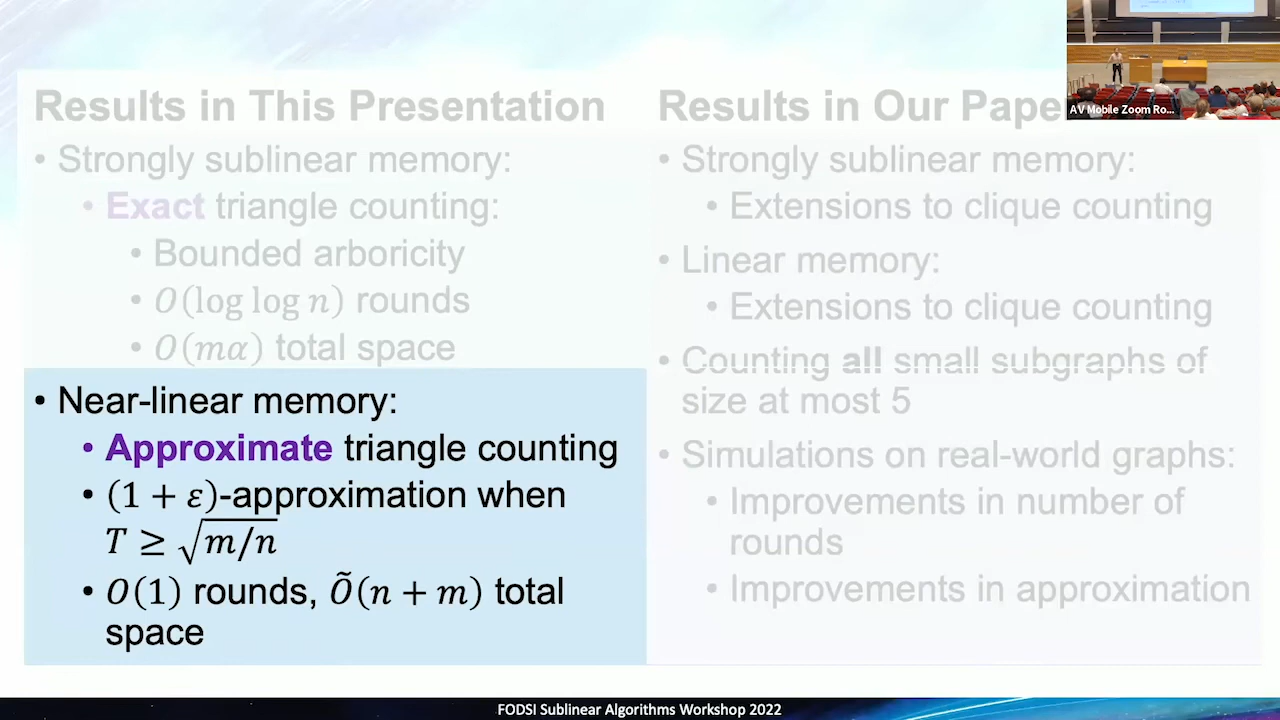 Results in This Presentation
• Strongly sublinear memory:
• Exact triangle counting:
• Bounded arboricity
• O(log log n) rounds
• O(mα) total space
• Near-linear memory:
• Approximate triangle counting
• (1 + ε)-approximation when
T ≥ √m/n
• O(1) rounds, Õ(n + m) total
space
Results in Our Pape
• Strongly sublinear memory:
• Extensions to clique counting
• Linear memory:
• Extensions to clique counting
• Counting all small subgraphs of
size at most 5
• Simulations on real-world graphs:
• Improvements in number of
rounds
• Improvements in approximation
AV Mobile Zoom Ro...
FODSI Sublinear Algorithms Workshop 2022